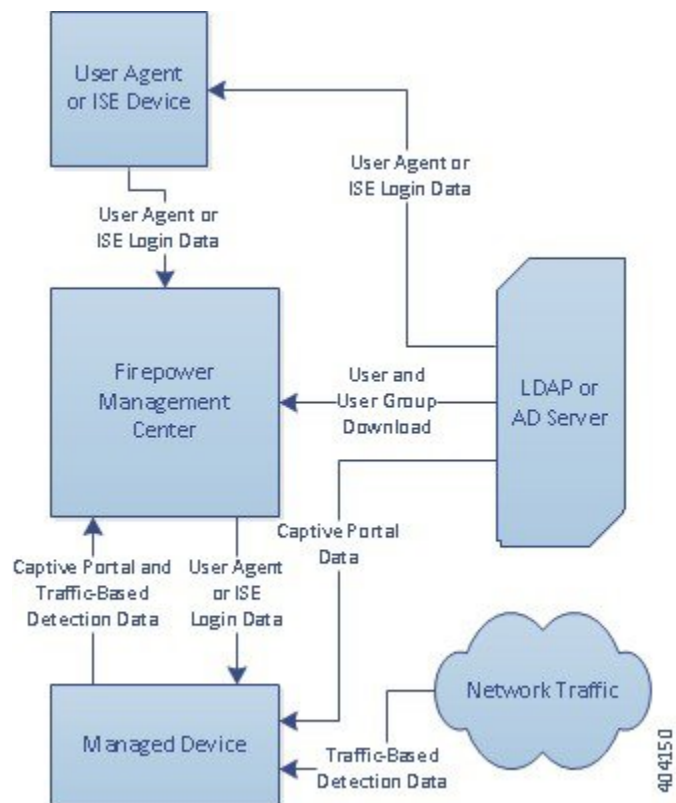 User Agent
or ISE Device
User Agent or
ISE Login Data
User Agent or
ISE Login Data
Firepower
Management
Center
User and
User Group
Download
LDAP or
AD Server
Captive Portal and
Traffic-Based
Detection Data
User Agent
or ISE
Login Data
Captive Portal
Data
Network Traffic
Managed Device
Traffic-Based
Detection Data
404150